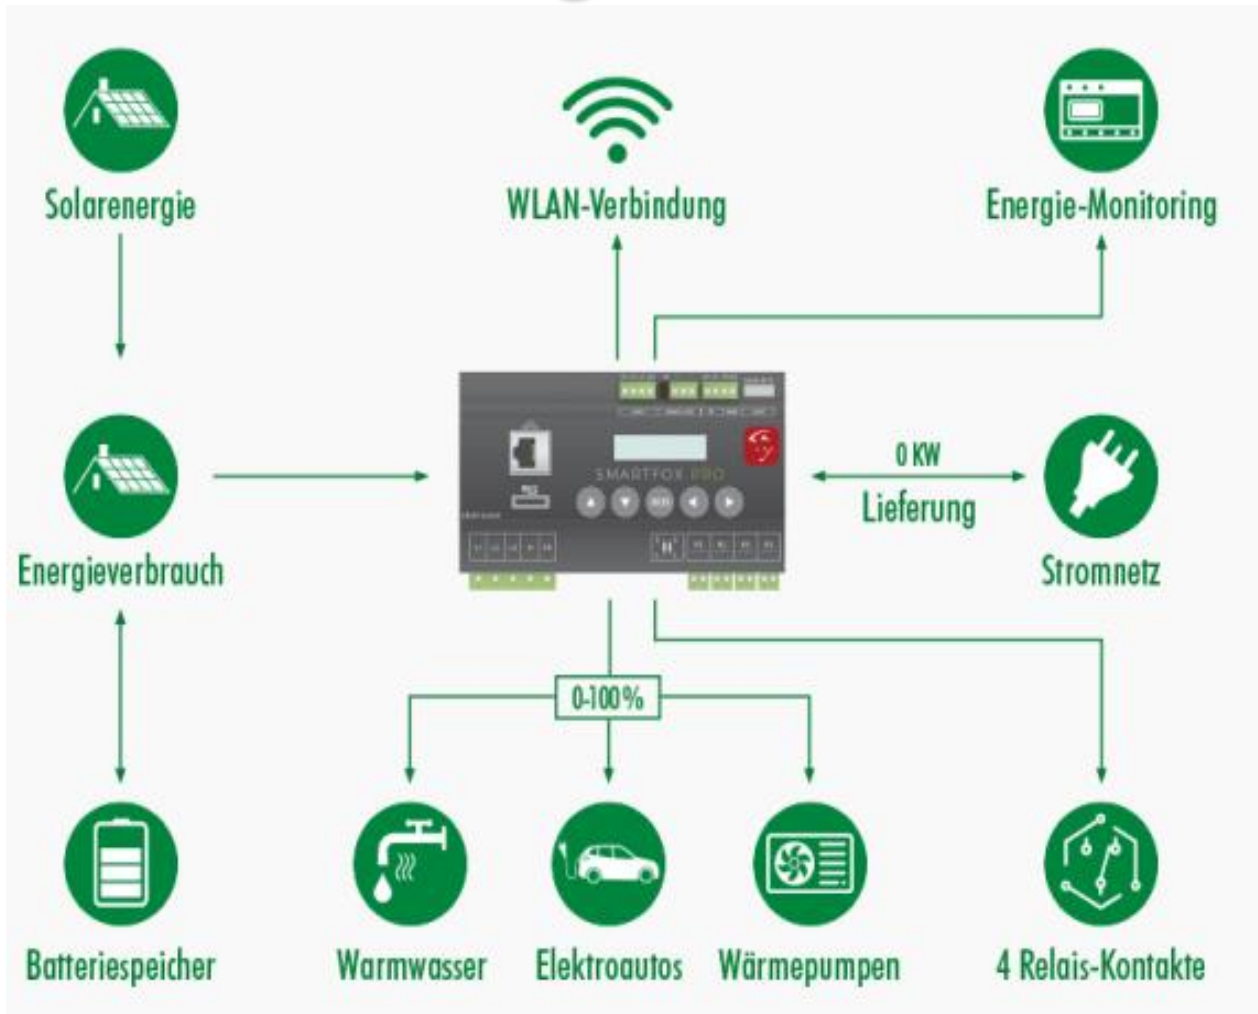 Solarenergie
WLAN-Verbindung
Energie-Monitoring
SMARTFOX PRO
0 KW
Lieferung
Energieverbrauch
Stromnetz
0-100%
Batteriespeicher
Warmwasser
Elektroautos
Wärmepumpen
4 Relais-Kontakte